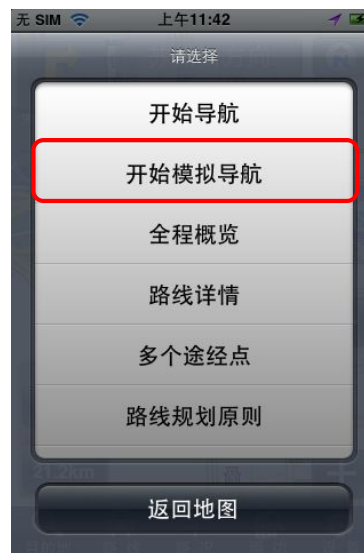 无 SIM 上午11:42
请选择
开始导航
开始模拟导航
全程概览
路线详情
多个途经点
路线规划原则
21.2km
返回地图